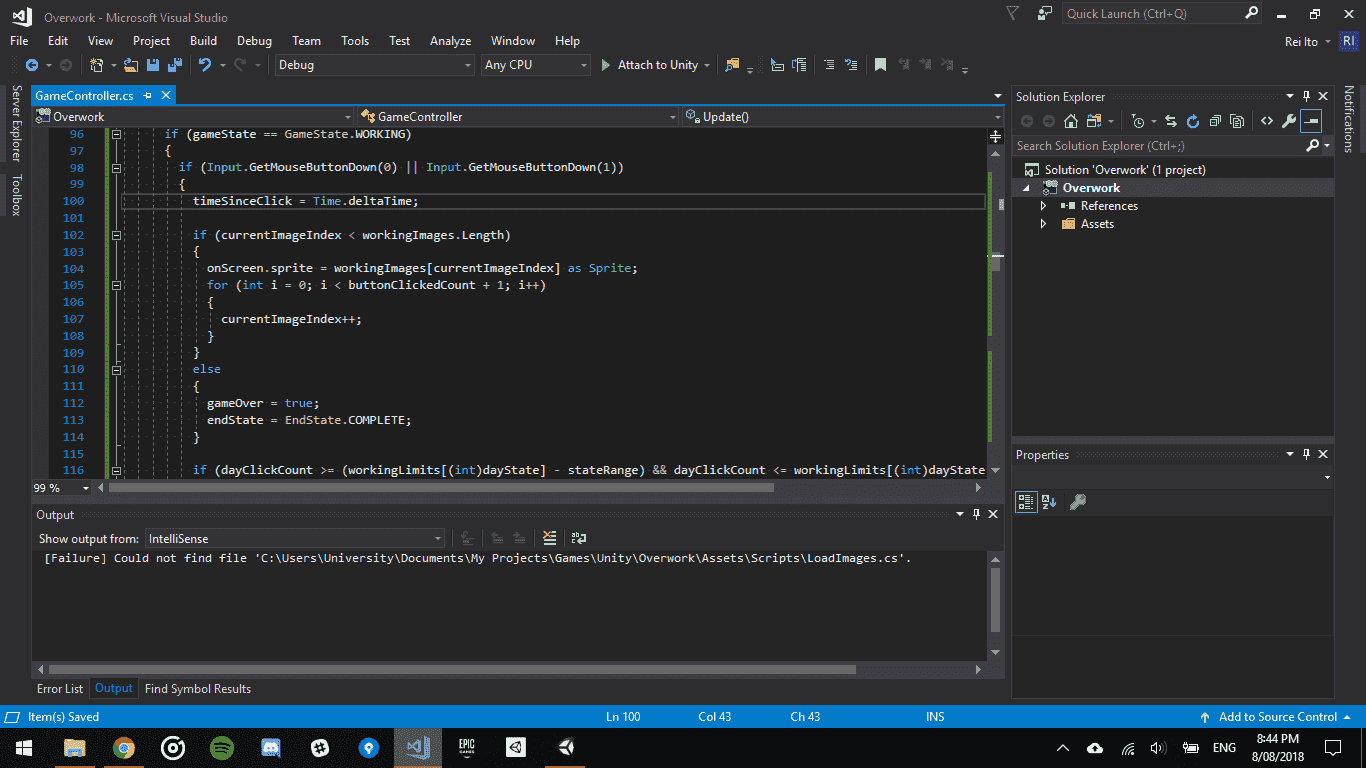 Overwork - Microsoft Visual Studio
Quick Launch (Ctrl+Q)
File Edit View Project Build Debug Team Tools Test Analyze Window Help
Rei Ito RI
Debug Any CPU Attach to Unity
Server Explorer
Toolbox
GameController.cs
Overwork GameController Update()
96 if (gameState == GameState.WORKING)
97 {
98 if (Input.GetMouseButtonDown(0) || Input.GetMouseButtonDown(1))
99 {
100 timeSinceClick = Time.deltaTime;
101
102 if (currentImageIndex < workingImages.Length)
103 {
104 onScreen.sprite = workingImages[currentImageIndex] as Sprite;
105 for (int i = 0; i < buttonClickedCount + 1; i++)
106 {
107 currentImageIndex++;
108 }
109 }
110 else
111 {
112 gameOver = true;
113 endState = EndState.COMPLETE;
114 }
115
116 if (dayClickCount >= (workingLimits[(int)dayState] - stateRange) && dayClickCount <= workingLimits[(int)dayState
99 %
Output
Show output from: IntelliSense
[Failure] Could not find file 'C:\Users\University\Documents\My Projects\Games\Unity\Overwork\Assets\Scripts\LoadImages.cs'.
Error List Output Find Symbol Results
Solution Explorer
Search Solution Explorer (Ctrl+;)
Solution 'Overwork' (1 project)
Overwork
References
Assets
Properties
Notifications
Item(s) Saved Ln 100 Col 43 Ch 43 INS Add to Source Control
EPIC GAMES
ENG
8:44 PM
8/08/2018